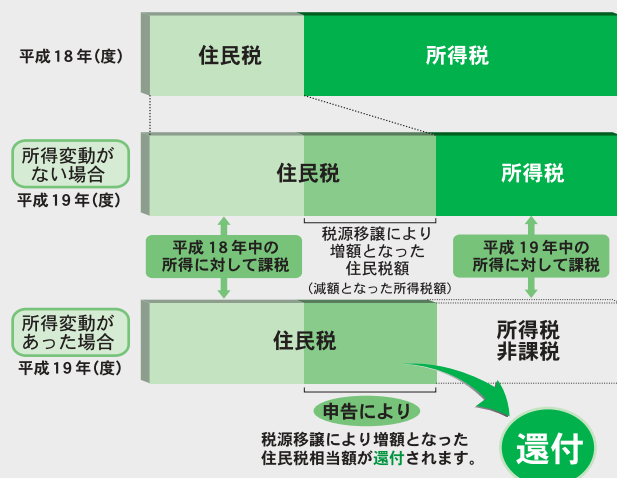 平成18年(度)
住民税
所得税
所得変動が
ない場合
平成19年(度)
住民税
所得税
平成18年中の
所得に対して課税
税源移譲により
増額となった
住民税額
(減額となった所得税額)
平成19年中の
所得に対して課税
所得変動が
あった場合
平成19年(度)
住民税
所得税
非課税
申告により
税源移譲により増額となった
住民税相当額が還付されます。
還付